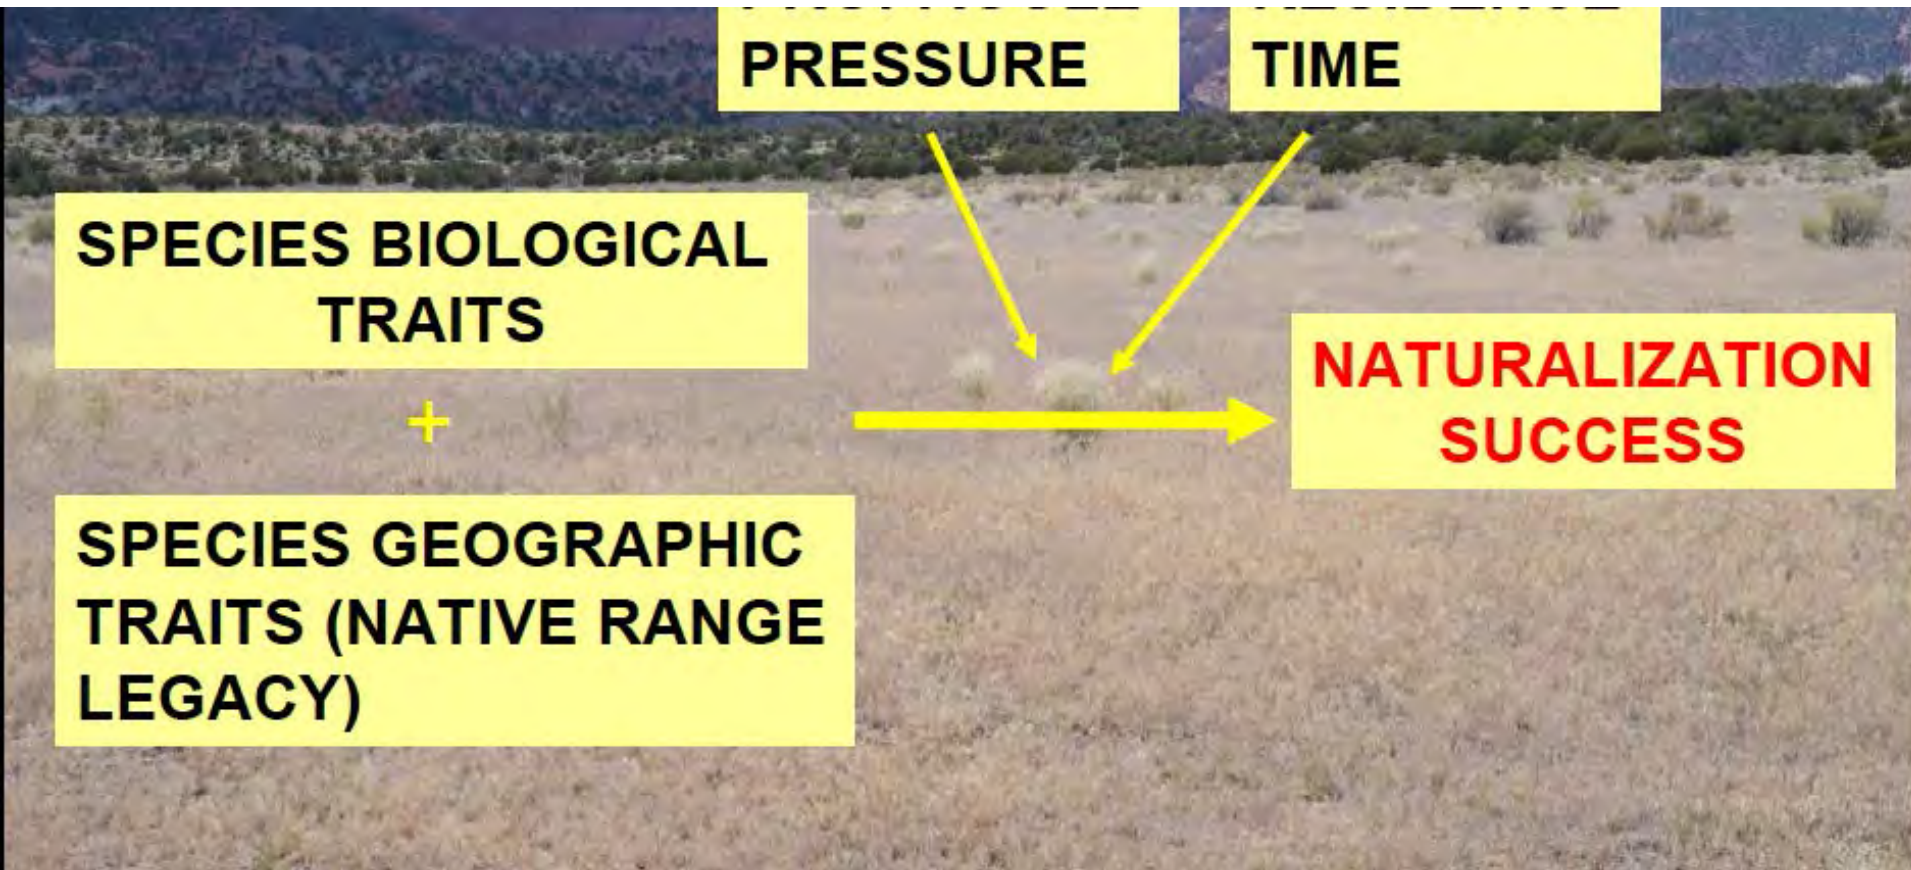 PRESSURE
TIME
SPECIES BIOLOGICAL
TRAITS
+
NATURALIZATION
SUCCESS
SPECIES GEOGRAPHIC
TRAITS (NATIVE RANGE
LEGACY)